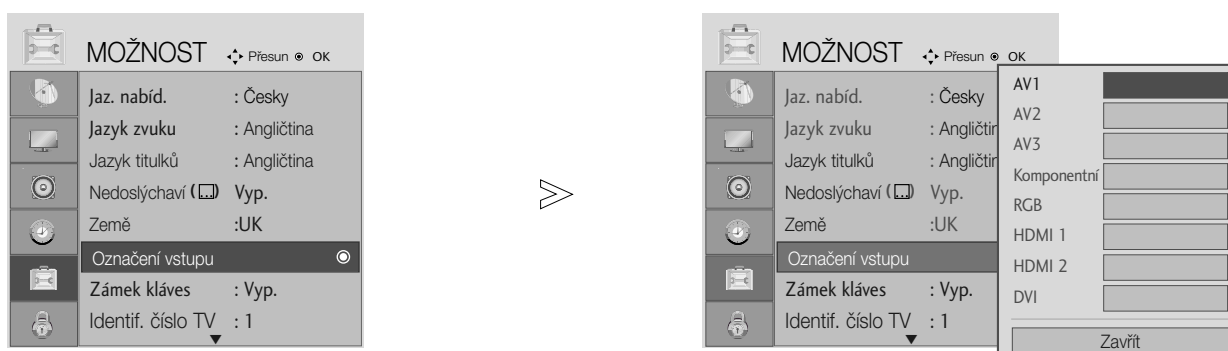 MOŽNOST Přesun OK
Jaz. nabíd. : Česky
Jazyk zvuku : Angličtina
Jazyk titulků : Angličtina
Nedoslýchaví ( ) Vyp.
Země :UK
Označení vstupu
Zámek kláves : Vyp.
Identif. číslo TV : 1
MOŽNOST Přesun OK
Jaz. nabíd. : Česky
Jazyk zvuku : Angličtin
Jazyk titulků : Angličtin
Nedoslýchaví ( ) Vyp.
Země :UK
Označení vstupu
Zámek kláves : Vyp.
Identif. číslo TV : 1
AV1
AV2
AV3
Komponentní
RGB
HDMI 1
HDMI 2
DVI
Zavřít